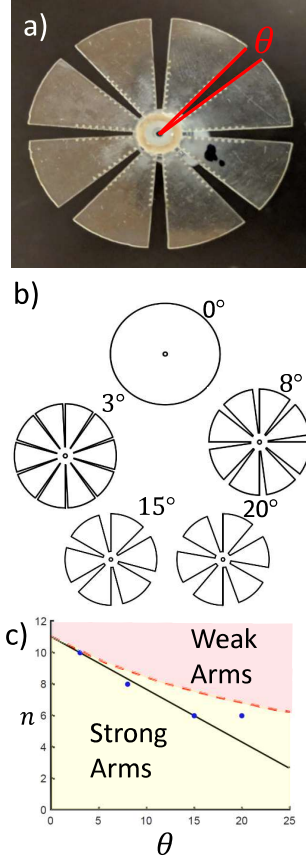 a)
θ
b)
0°
3°
8°
15°
20°
c)
12
Weak
10
Arms
8
n
6
Strong
4
Arms
2
0
0 5 10 15 20 25
θ